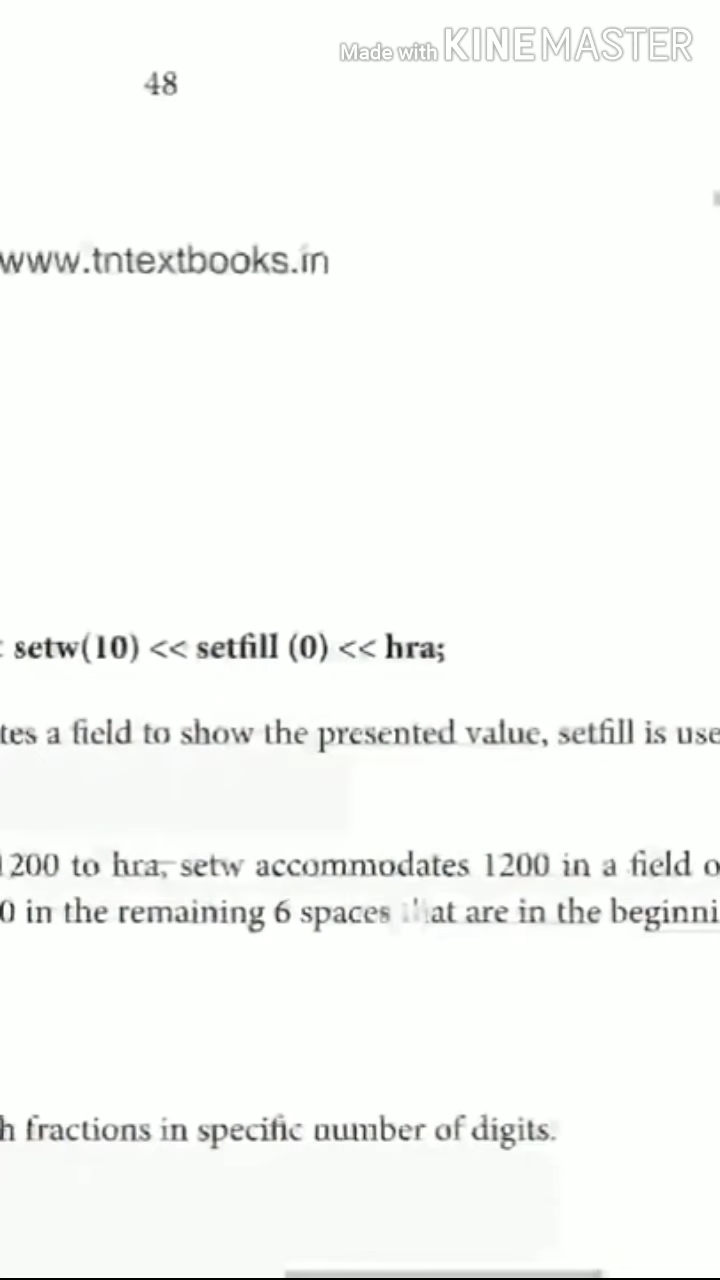 Made with KINEMASTER
48
www.tntextbooks.in
setw(10) << setfill (0) << hra;
tes a field to show the presented value, setfill is use
1200 to hra, setw accommodates 1200 in a field o
0 in the remaining 6 spaces that are in the beginni
h fractions in specific number of digits.